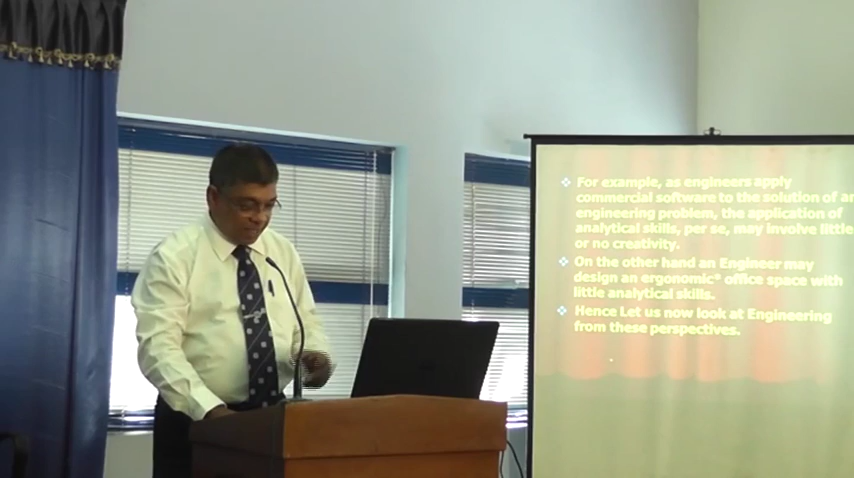 For example, as engineers apply
commercial software to the solution of an
engineering problem, the application of
analytical skills, per se, may involve little
or no creativity.
On the other hand an Engineer may
design an ergonomic* office space with
little analytical skills.
Hence Let us now look at Engineering
from these perspectives.